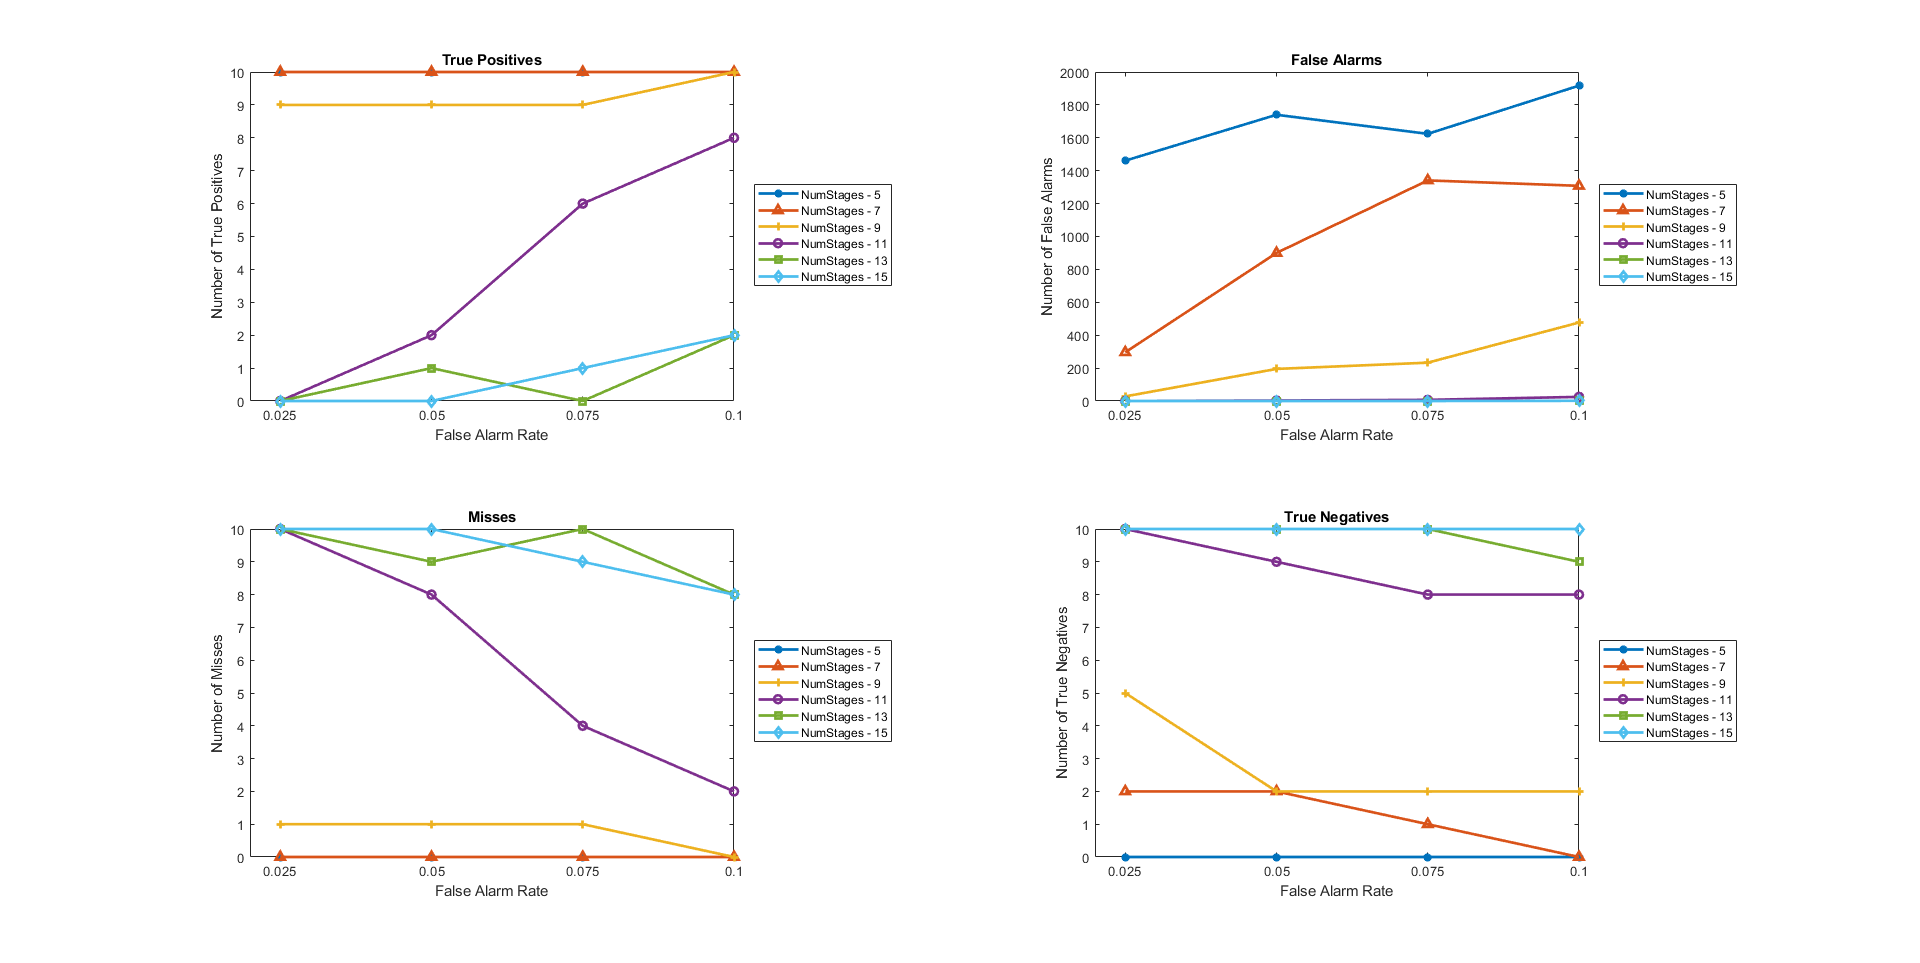 True Positives
10
9
8
7
6
5
4
3
2
1
0
Number of True Positives
0.025 0.05 0.075 0.1
False Alarm Rate
NumStages - 5
NumStages - 7
NumStages - 9
NumStages - 11
NumStages - 13
NumStages - 15
False Alarms
2000
1800
1600
1400
1200
1000
800
600
400
200
0
Number of False Alarms
0.025 0.05 0.075 0.1
False Alarm Rate
NumStages - 5
NumStages - 7
NumStages - 9
NumStages - 11
NumStages - 13
NumStages - 15
Misses
10
9
8
7
6
5
4
3
2
1
0
Number of Misses
0.025 0.05 0.075 0.1
False Alarm Rate
NumStages - 5
NumStages - 7
NumStages - 9
NumStages - 11
NumStages - 13
NumStages - 15
True Negatives
10
9
8
7
6
5
4
3
2
1
0
Number of True Negatives
0.025 0.05 0.075 0.1
False Alarm Rate
NumStages - 5
NumStages - 7
NumStages - 9
NumStages - 11
NumStages - 13
NumStages - 15